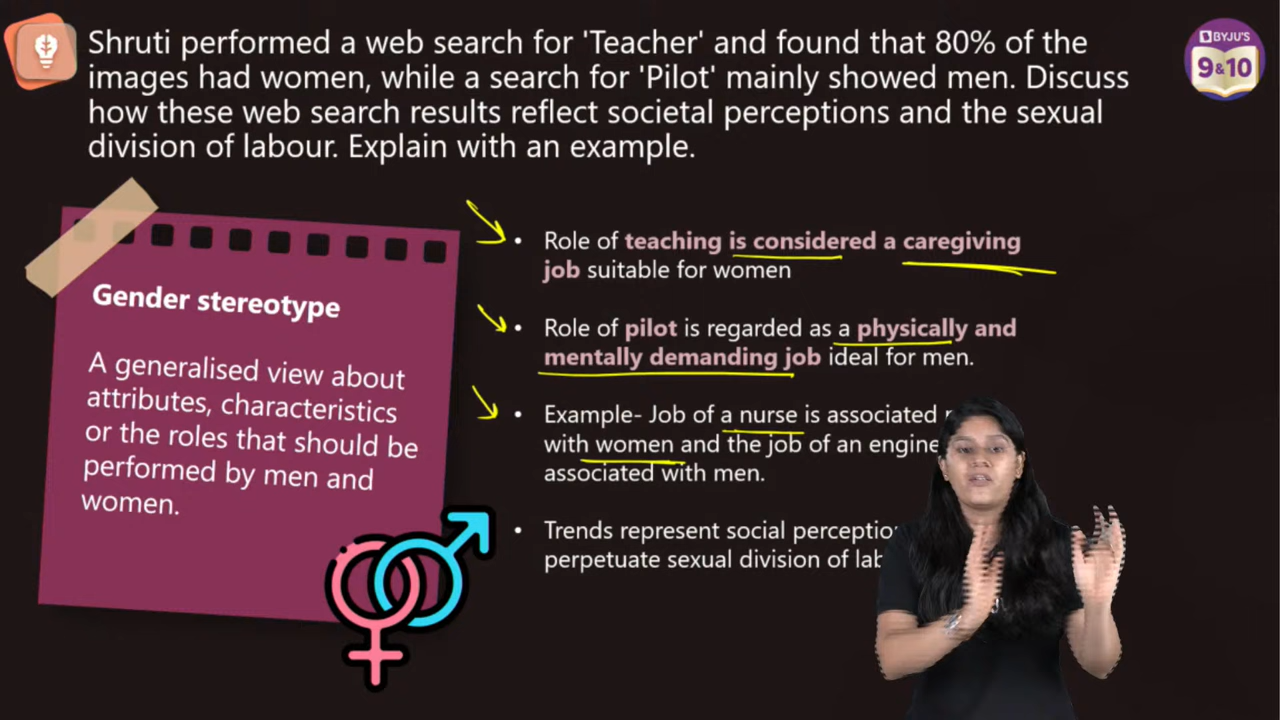 Shruti performed a web search for 'Teacher' and found that 80% of the
images had women, while a search for 'Pilot' mainly showed men. Discuss
how these web search results reflect societal perceptions and the sexual
division of labour. Explain with an example.
BYJU'S
9&10
Gender stereotype
A generalised view about
attributes, characteristics
or the roles that should be
performed by men and
women.
• Role of teaching is considered a caregiving
job suitable for women
• Role of pilot is regarded as a physically and
mentally demanding job ideal for men.
• Example- Job of a nurse is associated
with women and the job of an
associated with men.
• Trends represent social
perpetuate sexual division of